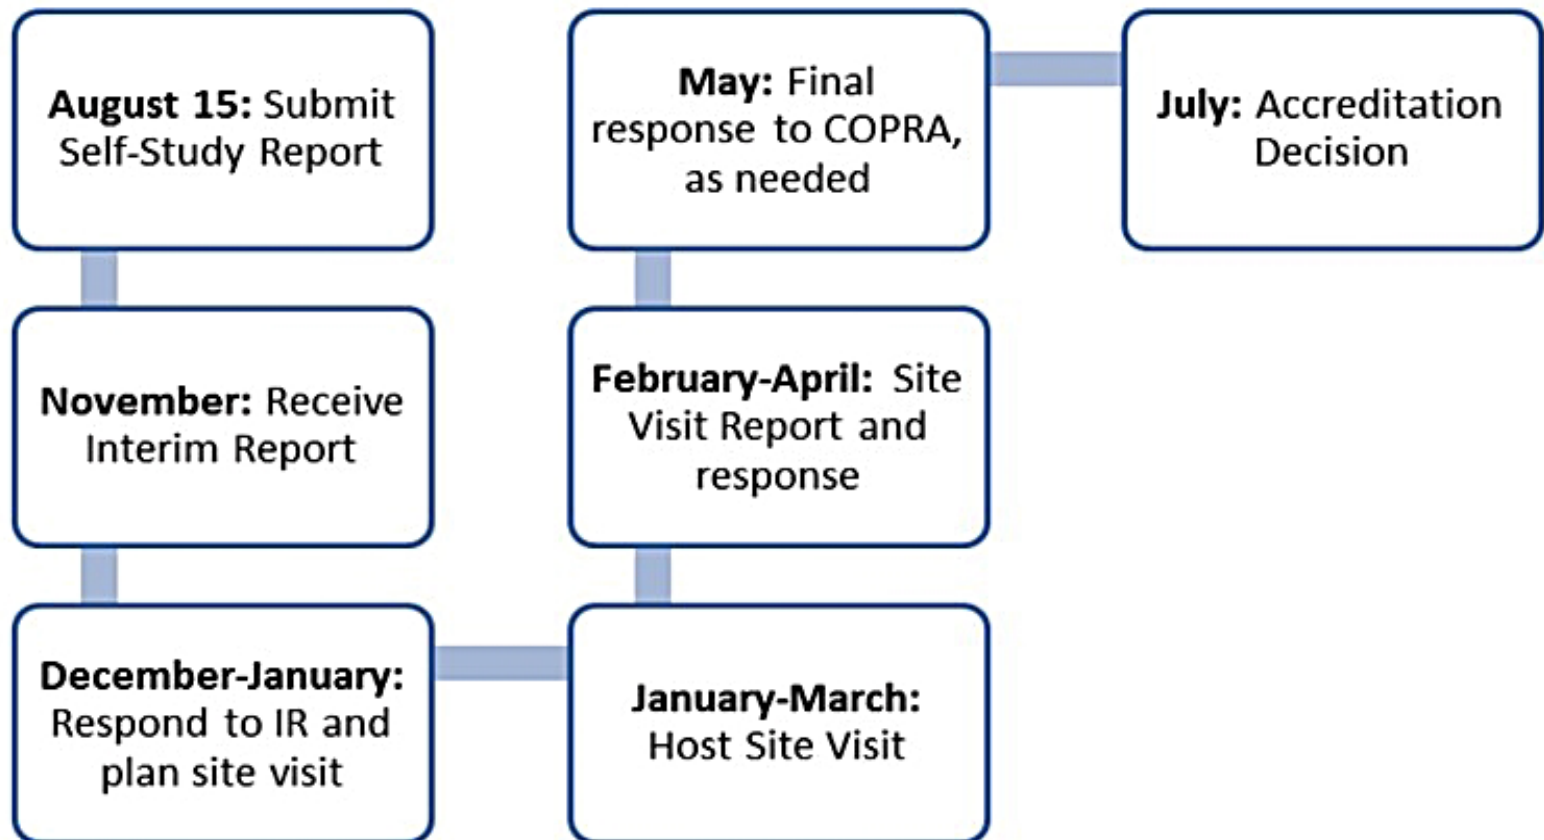 August 15: Submit
Self-Study Report
November: Receive
Interim Report
December-January:
Respond to IR and
plan site visit
January-March:
Host Site Visit
February-April: Site
Visit Report and
response
May: Final
response to COPRA,
as needed
July: Accreditation
Decision